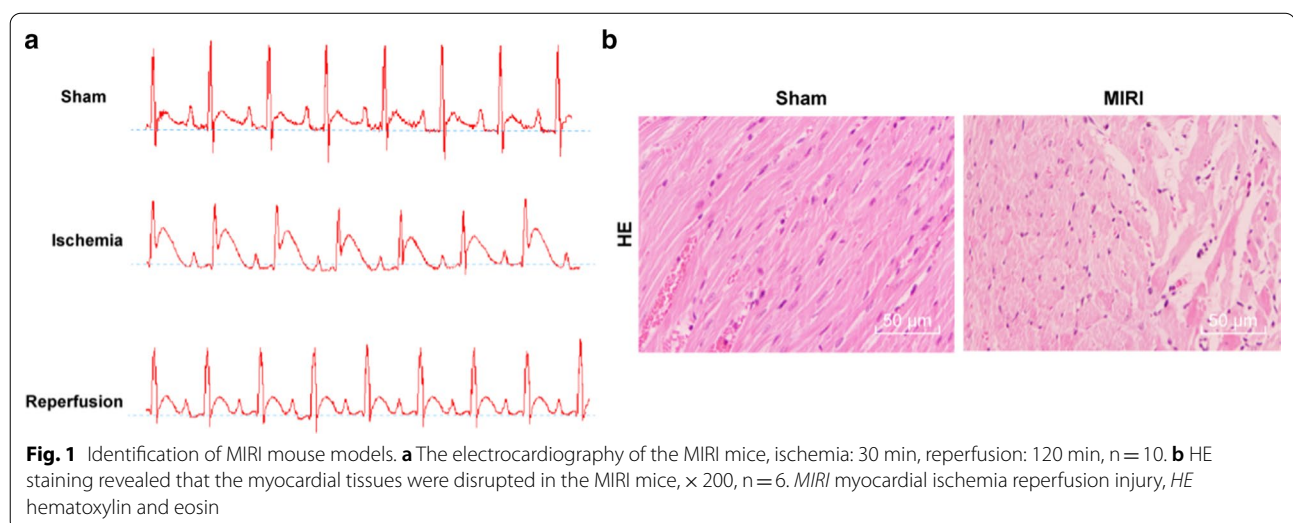 a
b
Sham
Ischemia
Reperfusion
Sham
MIRI
HE
50 µm
50 µm
Fig. 1 Identification of MIRI mouse models. a The electrocardiography of the MIRI mice, ischemia: 30 min, reperfusion: 120 min, n = 10. b HE
staining revealed that the myocardial tissues were disrupted in the MIRI mice, × 200, n = 6. MIRI myocardial ischemia reperfusion injury, HE
hematoxylin and eosin